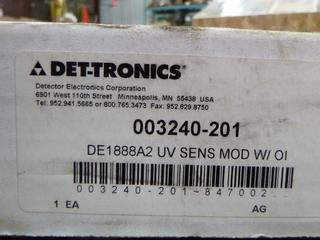 DET-TRONICS®
Detector Electronics Corporation
6901 West 110th Street Minneapolis, MN 55438 USA
Tel: 952.941.5665 or 800.765.3473 Fax: 952.829.8750
003240-201
DE1888A2 UV SENS MOD W/ OI
003240-201-847002
1 EA AG